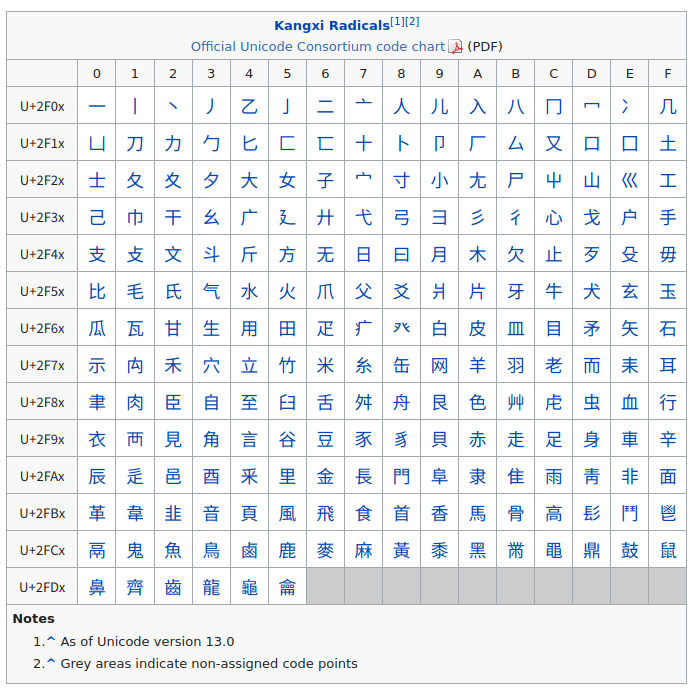 Kangxi Radicals[1][2]
Official Unicode Consortium code chart (PDF)
0 1 2 3 4 5 6 7 8 9 A B C D E F
U+2F0x 一 丨 丶 丿 乙 亅 二 亠 人 儿 入 八 冂 冖 冫 几
U+2F1x 凵 刀 力 勹 匕 匚 匸 十 卜 卩 厂 厶 又 口 囗 土
U+2F2x 士 夂 夊 夕 大 女 子 宀 寸 小 尢 尸 屮 山 巛 工
U+2F3x 己 巾 干 幺 广 廴 廾 弋 弓 彐 彡 彳 心 戈 户 手
U+2F4x 支 攴 文 斗 斤 方 无 日 曰 月 木 欠 止 歹 殳 毋
U+2F5x 比 毛 氏 气 水 火 爪 父 爻 爿 片 牙 牛 犬 玄 玉
U+2F6x 瓜 瓦 甘 生 用 田 疋 疒 癶 白 皮 皿 目 矛 矢 石
U+2F7x 示 禸 禾 穴 立 竹 米 糸 缶 网 羊 羽 老 而 耒 耳
U+2F8x 聿 肉 臣 自 至 臼 舌 舛 舟 艮 色 艸 虍 虫 血 行
U+2F9x 衣 襾 見 角 言 谷 豆 豕 豸 貝 赤 走 足 身 車 辛
U+2FAx 辰 辵 邑 酉 釆 里 金 長 門 阜 隶 隹 雨 靑 非 面
U+2FBx 革 韋 韭 音 頁 風 飛 食 首 香 馬 骨 高 髟 鬥 鬯
U+2FCx 鬲 鬼 魚 鳥 鹵 鹿 麥 麻 黃 黍 黑 黹 黽 鼎 鼓 鼠
U+2FDx 鼻 齊 齒 龍 龜 龠
Notes
1.^ As of Unicode version 13.0
2.^ Grey areas indicate non-assigned code points